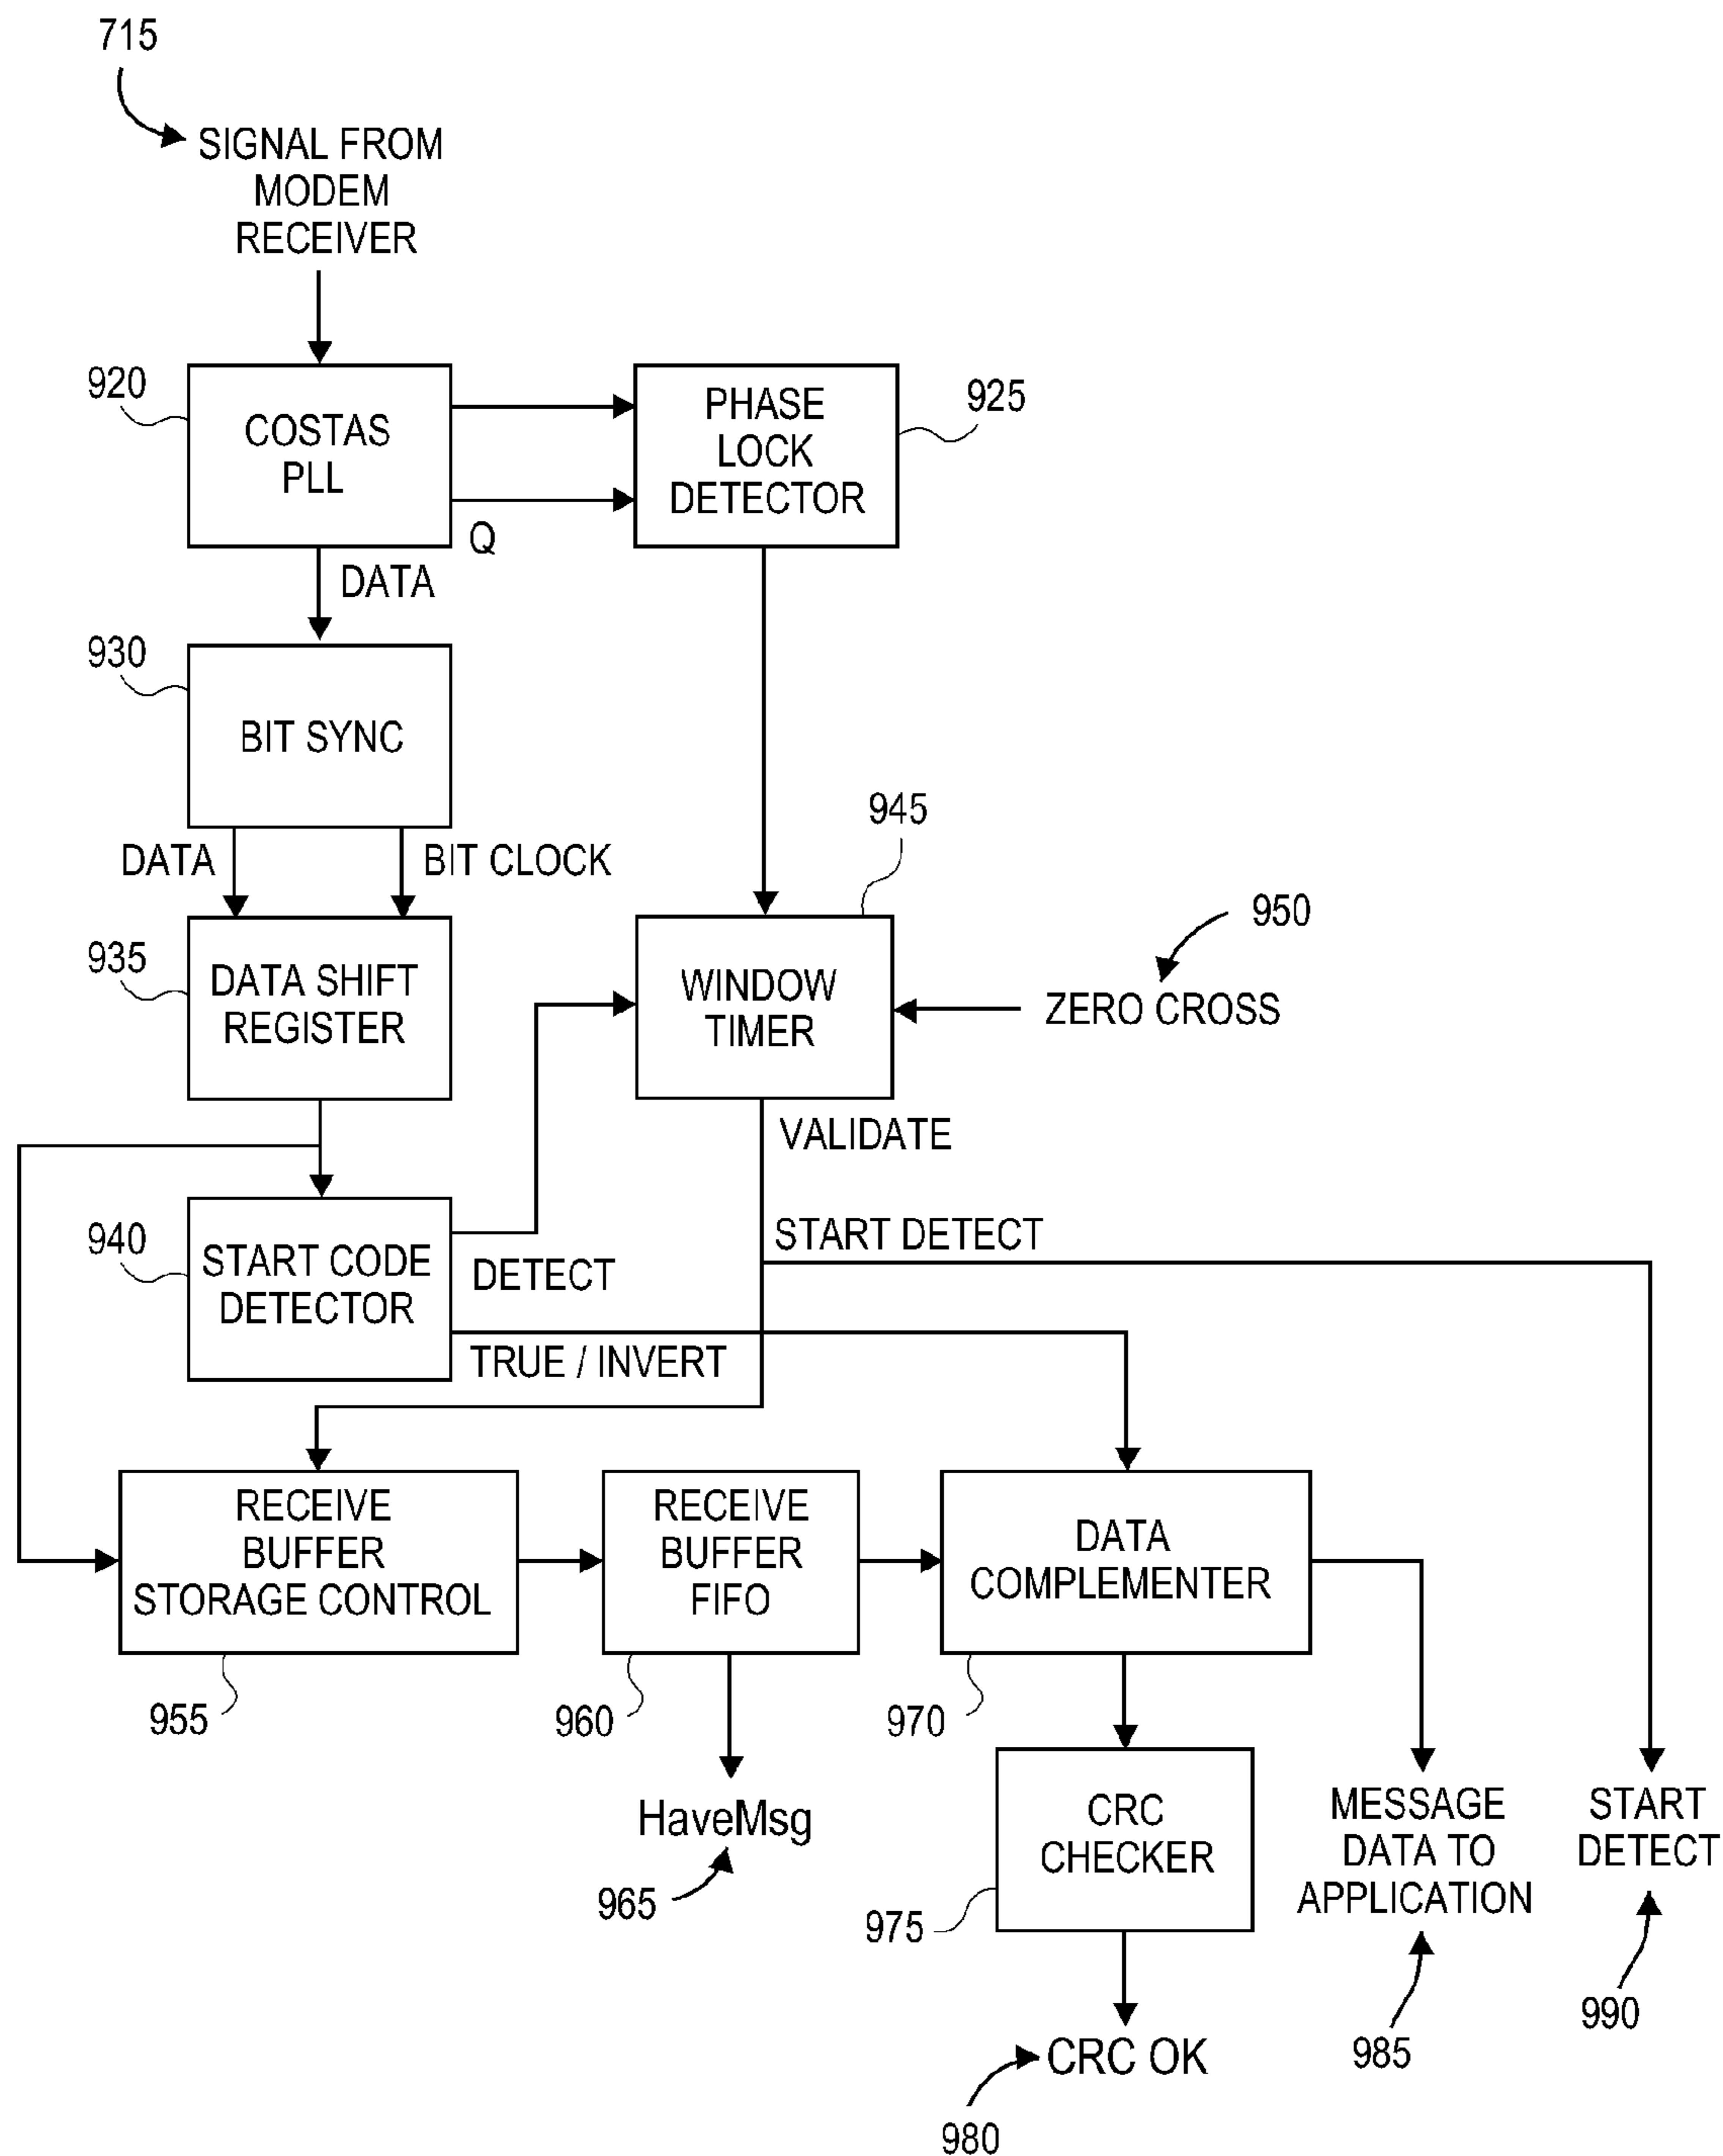 715
SIGNAL FROM
MODEM
RECEIVER
920
COSTAS
PLL
PHASE
LOCK
DETECTOR
925
Q
DATA
930
BIT SYNC
945
DATA
BIT CLOCK
950
935
DATA SHIFT
REGISTER
WINDOW
TIMER
ZERO CROSS
VALIDATE
940
START CODE
DETECTOR
START DETECT
DETECT
TRUE / INVERT
RECEIVE
BUFFER
STORAGE CONTROL
RECEIVE
BUFFER
FIFO
DATA
COMPLEMENTER
955
960
970
HaveMsg
965
CRC
CHECKER
975
MESSAGE
DATA TO
APPLICATION
START
DETECT
990
985
CRC OK
980